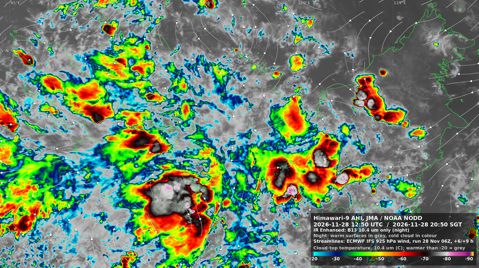 Himawari-9 AHI, JMA / NOAA NODD
2026-11-28 12:50 UTC / 2026-11-28 20:50 SGT
IR Enhanced: B13 10.4 um only (night)
Night: warm surfaces in grey, cold cloud in colour
Streamlines: ECMWF IFS 925 hPa wind, run 28 Nov 06Z, +6/+9 h
Cloud-top temperature, 10.4 um (C); warmer than -20 = grey
-20 -30 -40 -50 -60 -70 -80 -90